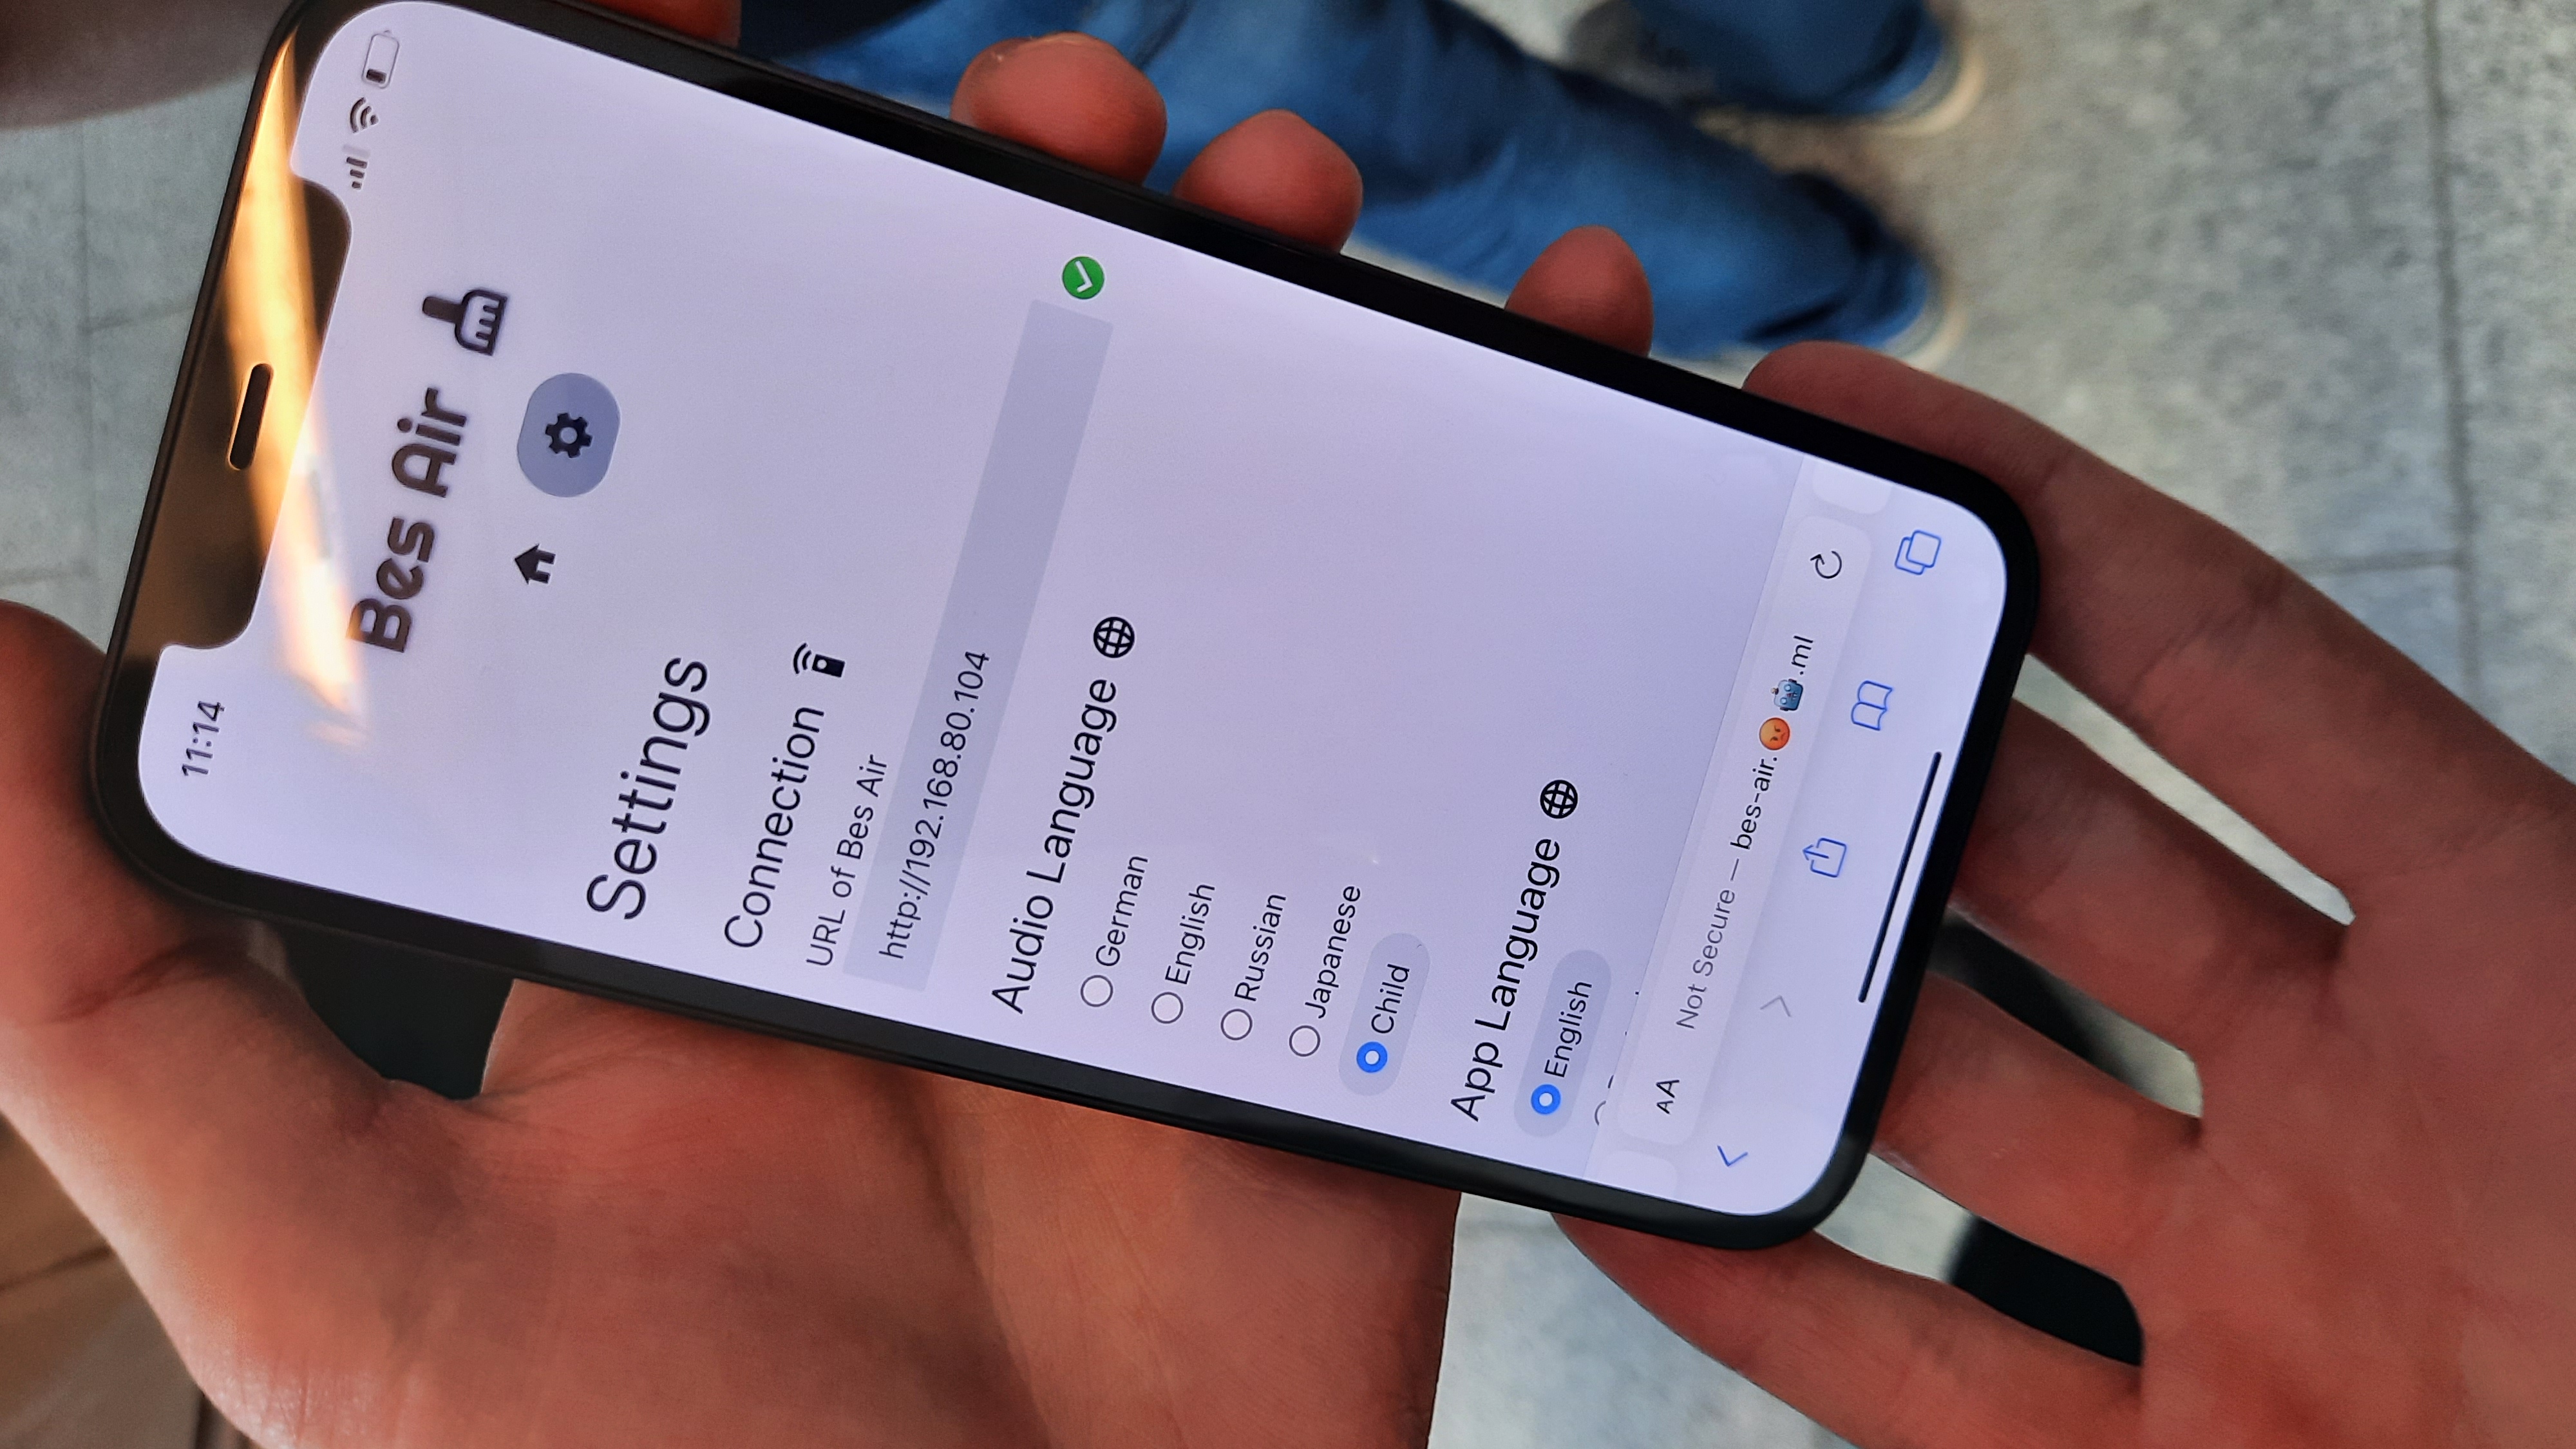 11:14
Bes Air
Settings
Connection
URL of Bes Air
http://192.168.80.104
Audio Language
German
English
Russian
Japanese
Child
App Language
English
AA Not Secure — bes-air.😡🤖.ml